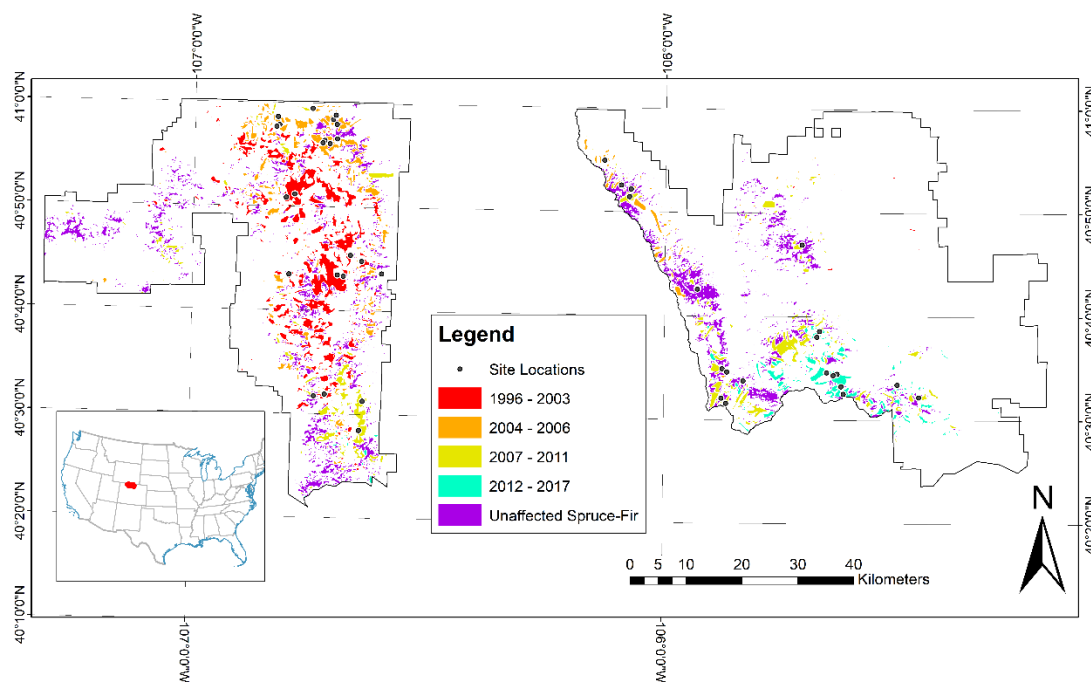 107°0'0"W
106°0'0"W
41°0'0"N
40°50'0"N
40°40'0"N
40°30'0"N
40°20'0"N
40°10'0"N
41°0'0"N
40°50'0"N
40°40'0"N
40°30'0"N
40°20'0"N
Legend
Site Locations
1996 - 2003
2004 - 2006
2007 - 2011
2012 - 2017
Unaffected Spruce-Fir
N
0 5 10 20 30 40
Kilometers
107°0'0"W
106°0'0"W